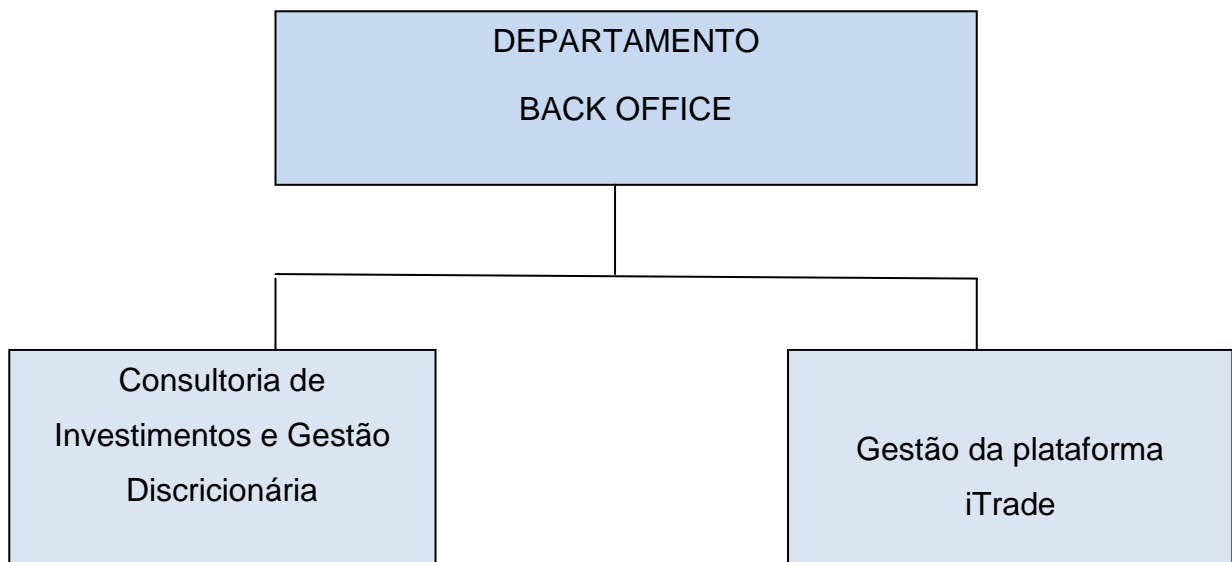 DEPARTAMENTO
BACK OFFICE
Consultoria de
Investimentos e Gestão
Discricionária
Gestão da plataforma
iTrade